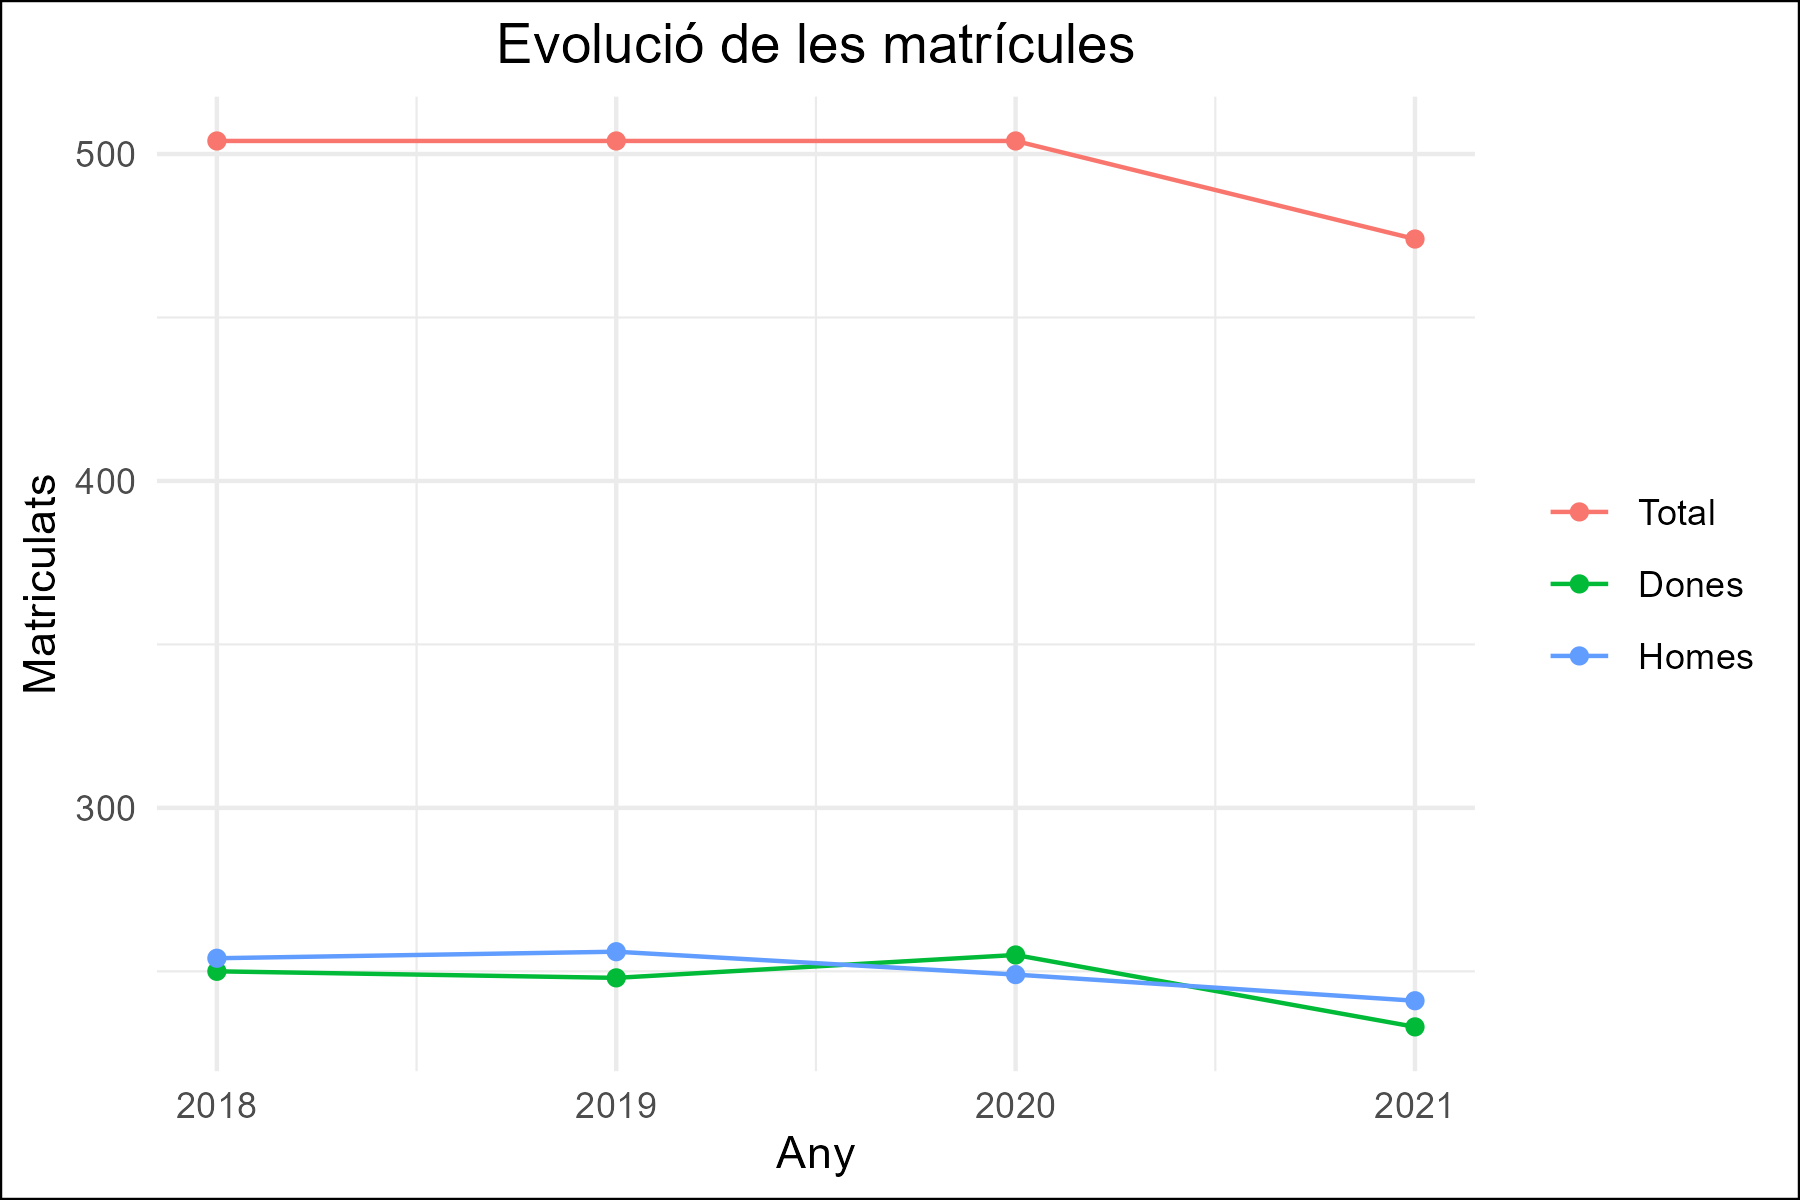 Evolució de les matrícules
500
400
300
Matriculats
2018 2019 2020 2021
Any
Total
Dones
Homes